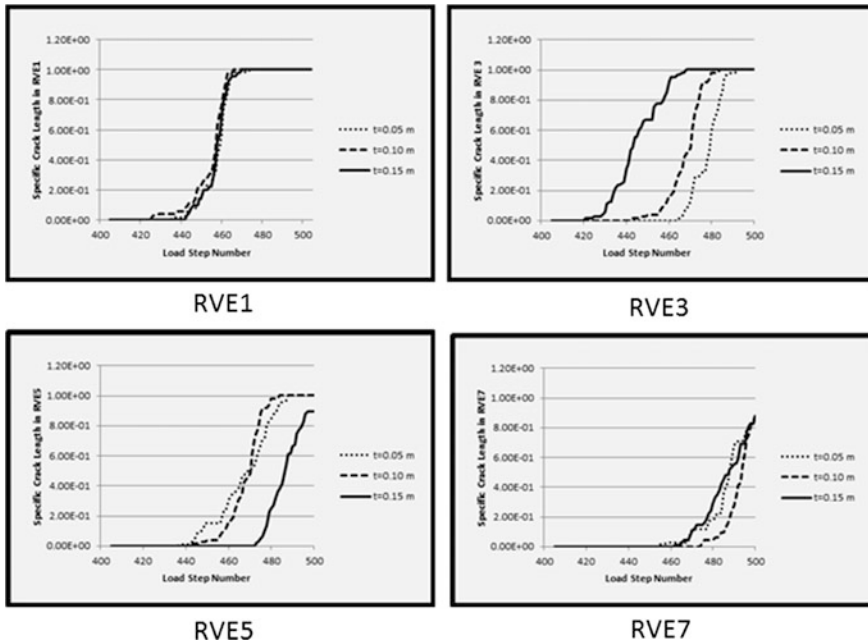 1.20E+00
1.00E+00
8.00E-01
6.00E-01
4.00E-01
2.00E-01
0.00E+00
Specific Crack Length in RVE1
400 420 440 460 480 500
Load Step Number
t=0.05 m
t=0.10 m
t=0.15 m
RVE1
1.20E+00
1.00E+00
8.00E-01
6.00E-01
4.00E-01
2.00E-01
0.00E+00
Specific Crack Length in RVE 3
400 420 440 460 480 500
Load Step Number
t=0.05 m
t=0.10 m
t=0.15 m
RVE3
1.20E+00
1.00E+00
8.00E-01
6.00E-01
4.00E-01
2.00E-01
0.00E+00
Specific Crack Length in RVE5
400 420 440 460 480 500
Load Step Number
t=0.05 m
t=0.10 m
t=0.15 m
RVE5
1.20E+00
1.00E+00
8.00E-01
6.00E-01
4.00E-01
2.00E-01
0.00E+00
Specific Crack Length in RVE7
400 420 440 460 480 500
Load Step Number
t=0.05 m
t=0.10 m
t=0.15 m
RVE7